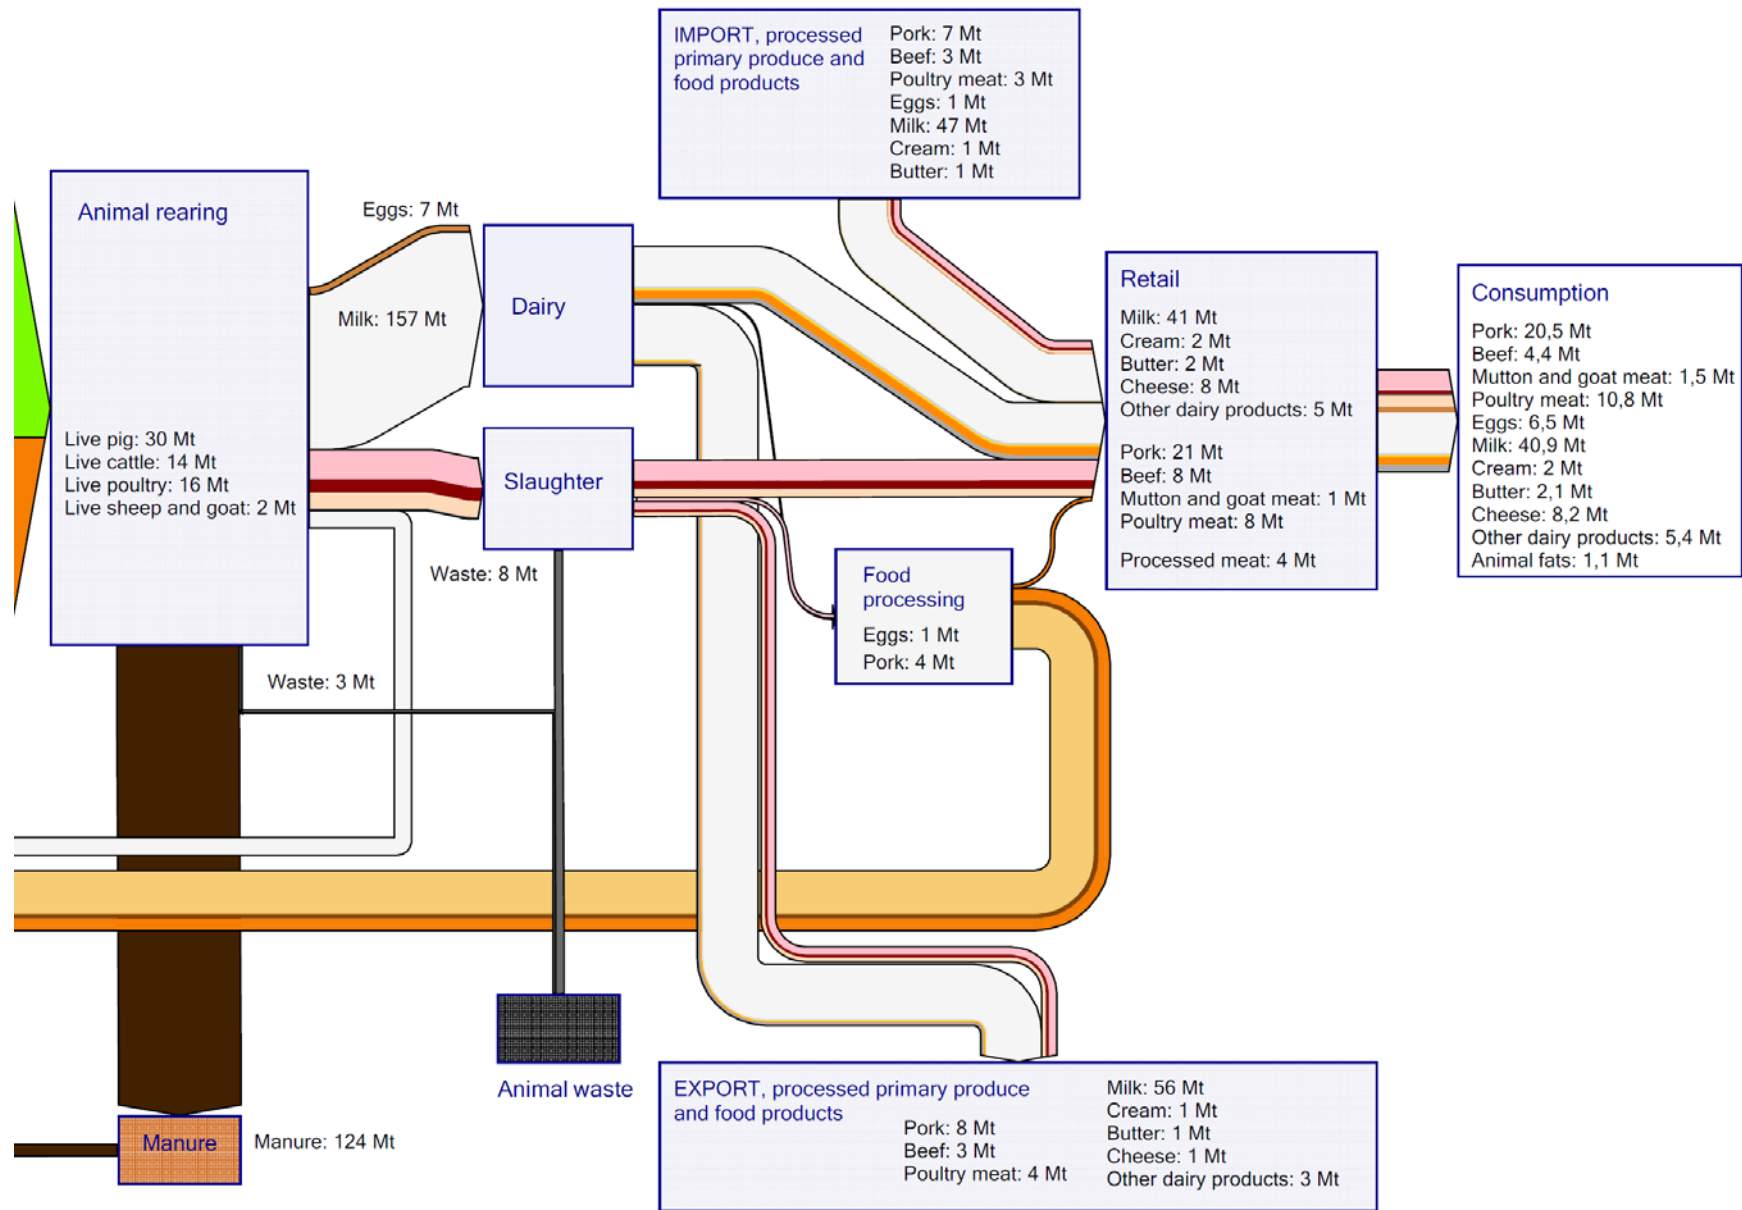 IMPORT, processed
primary produce and
food products
Pork: 7 Mt
Beef: 3 Mt
Poultry meat: 3 Mt
Eggs: 1 Mt
Milk: 47 Mt
Cream: 1 Mt
Butter: 1 Mt
Animal rearing
Live pig: 30 Mt
Live cattle: 14 Mt
Live poultry: 16 Mt
Live sheep and goat: 2 Mt
Eggs: 7 Mt
Milk: 157 Mt
Dairy
Slaughter
Waste: 8 Mt
Waste: 3 Mt
Food
processing
Eggs: 1 Mt
Pork: 4 Mt
Retail
Milk: 41 Mt
Cream: 2 Mt
Butter: 2 Mt
Cheese: 8 Mt
Other dairy products: 5 Mt
Pork: 21 Mt
Beef: 8 Mt
Mutton and goat meat: 1 Mt
Poultry meat: 8 Mt
Processed meat: 4 Mt
Consumption
Pork: 20,5 Mt
Beef: 4,4 Mt
Mutton and goat meat: 1,5 Mt
Poultry meat: 10,8 Mt
Eggs: 6,5 Mt
Milk: 40,9 Mt
Cream: 2 Mt
Butter: 2,1 Mt
Cheese: 8,2 Mt
Other dairy products: 5,4 Mt
Animal fats: 1,1 Mt
Animal waste
Manure
Manure: 124 Mt
EXPORT, processed primary produce
and food products
Pork: 8 Mt
Beef: 3 Mt
Poultry meat: 4 Mt
Milk: 56 Mt
Cream: 1 Mt
Butter: 1 Mt
Cheese: 1 Mt
Other dairy products: 3 Mt